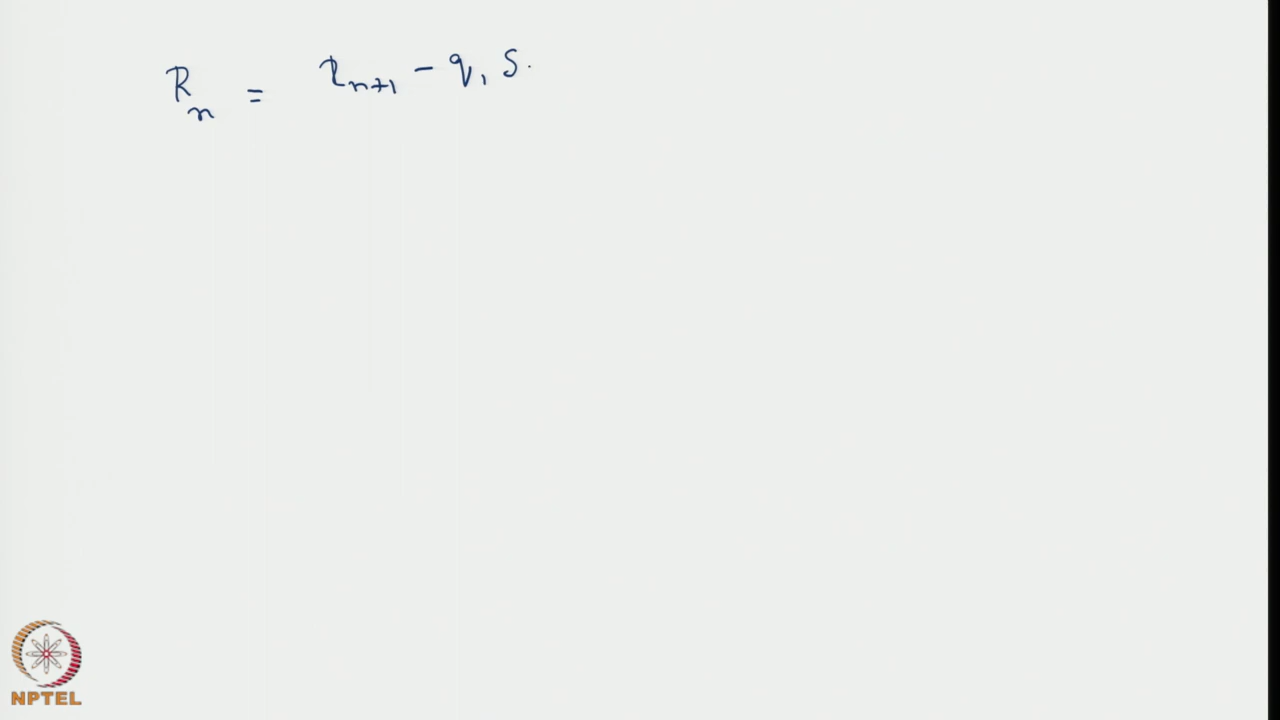 R_n = r_{n+1} - q_1 S.
NPTEL